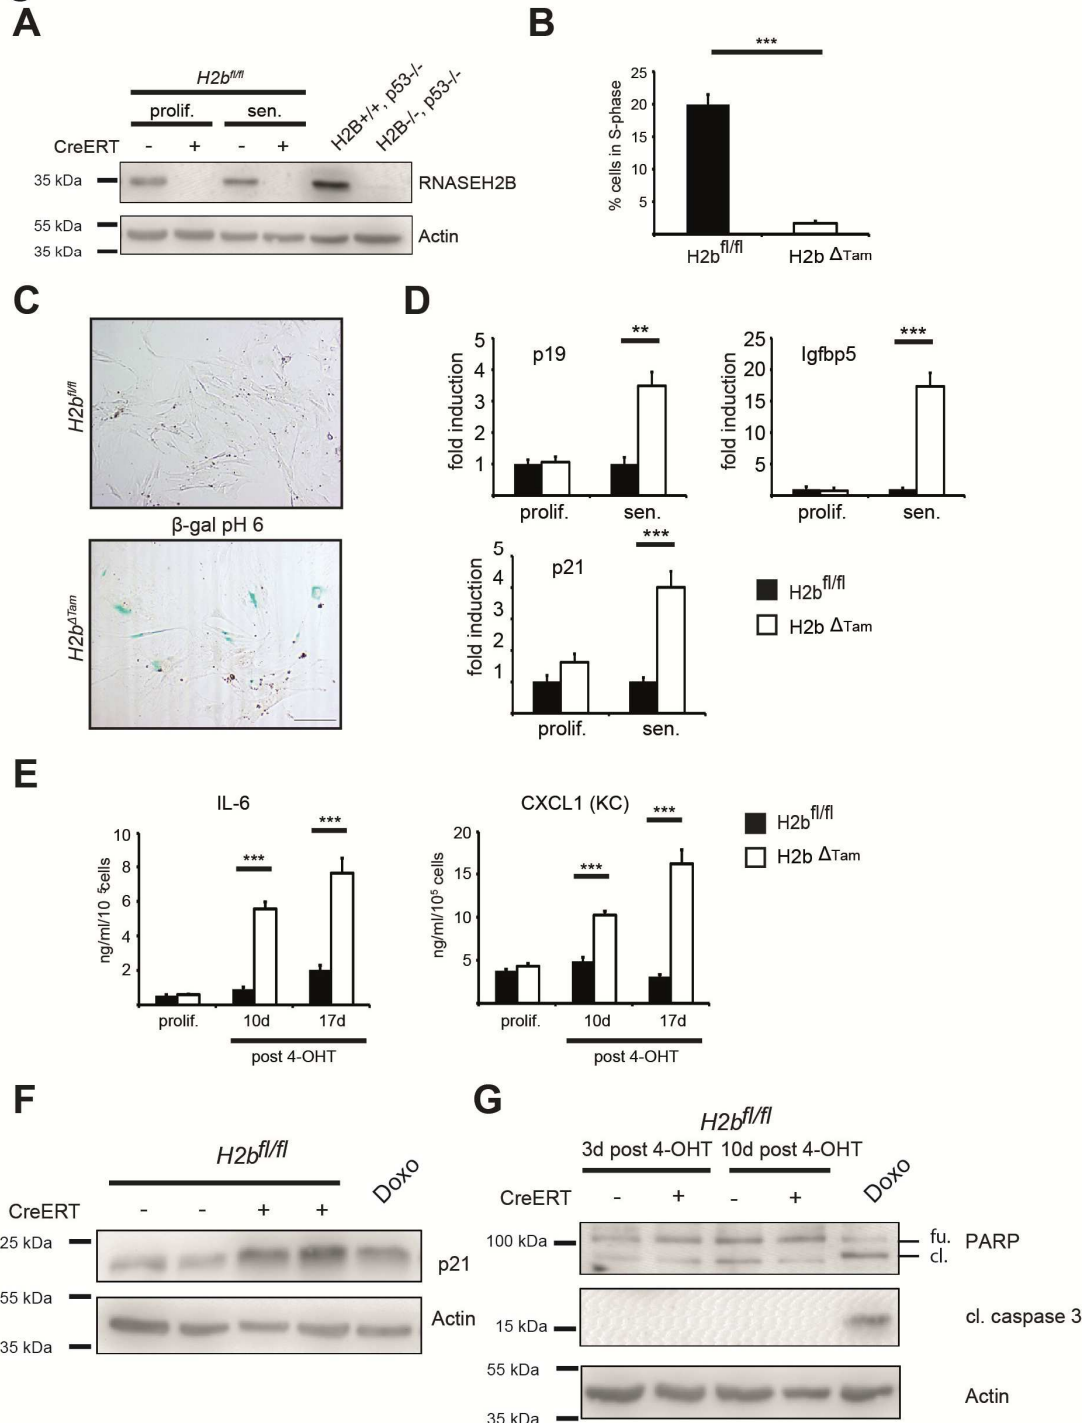 A
H2bfl/fl
prolif. sen.
H2B+/+, p53-/-
H2B-/-, p53-/-
CreERT - + - +
35 kDa RNASEH2B
55 kDa
35 kDa
Actin
B
***
% cells in S-phase
25
20
15
10
5
H2bfl/fl H2b ΔTam
C
H2bfl/fl
β-gal pH 6
H2bΔTam
D
p19
**
fold induction
5
4
3
2
1
prolif. sen.
Igfbp5
***
fold induction
25
20
15
10
5
prolif. sen.
p21
***
fold induction
5
4
3
2
1
prolif. sen.
H2bfl/fl
H2b ΔTam
E
IL-6
***
***
ng/ml/10 5cells
10
8
6
4
2
prolif. 10d 17d
post 4-OHT
CXCL1 (KC)
***
***
ng/ml/105 cells
20
15
10
5
prolif. 10d 17d
post 4-OHT
H2bfl/fl
H2b ΔTam
F
H2bfl/fl
Doxo
CreERT - - + +
25 kDa
p21
55 kDa
Actin
35 kDa
G
H2bfl/fl
3d post 4-OHT 10d post 4-OHT
Doxo
CreERT - + - +
100 kDa fu. PARP
cl.
15 kDa cl. caspase 3
55 kDa
Actin
35 kDa